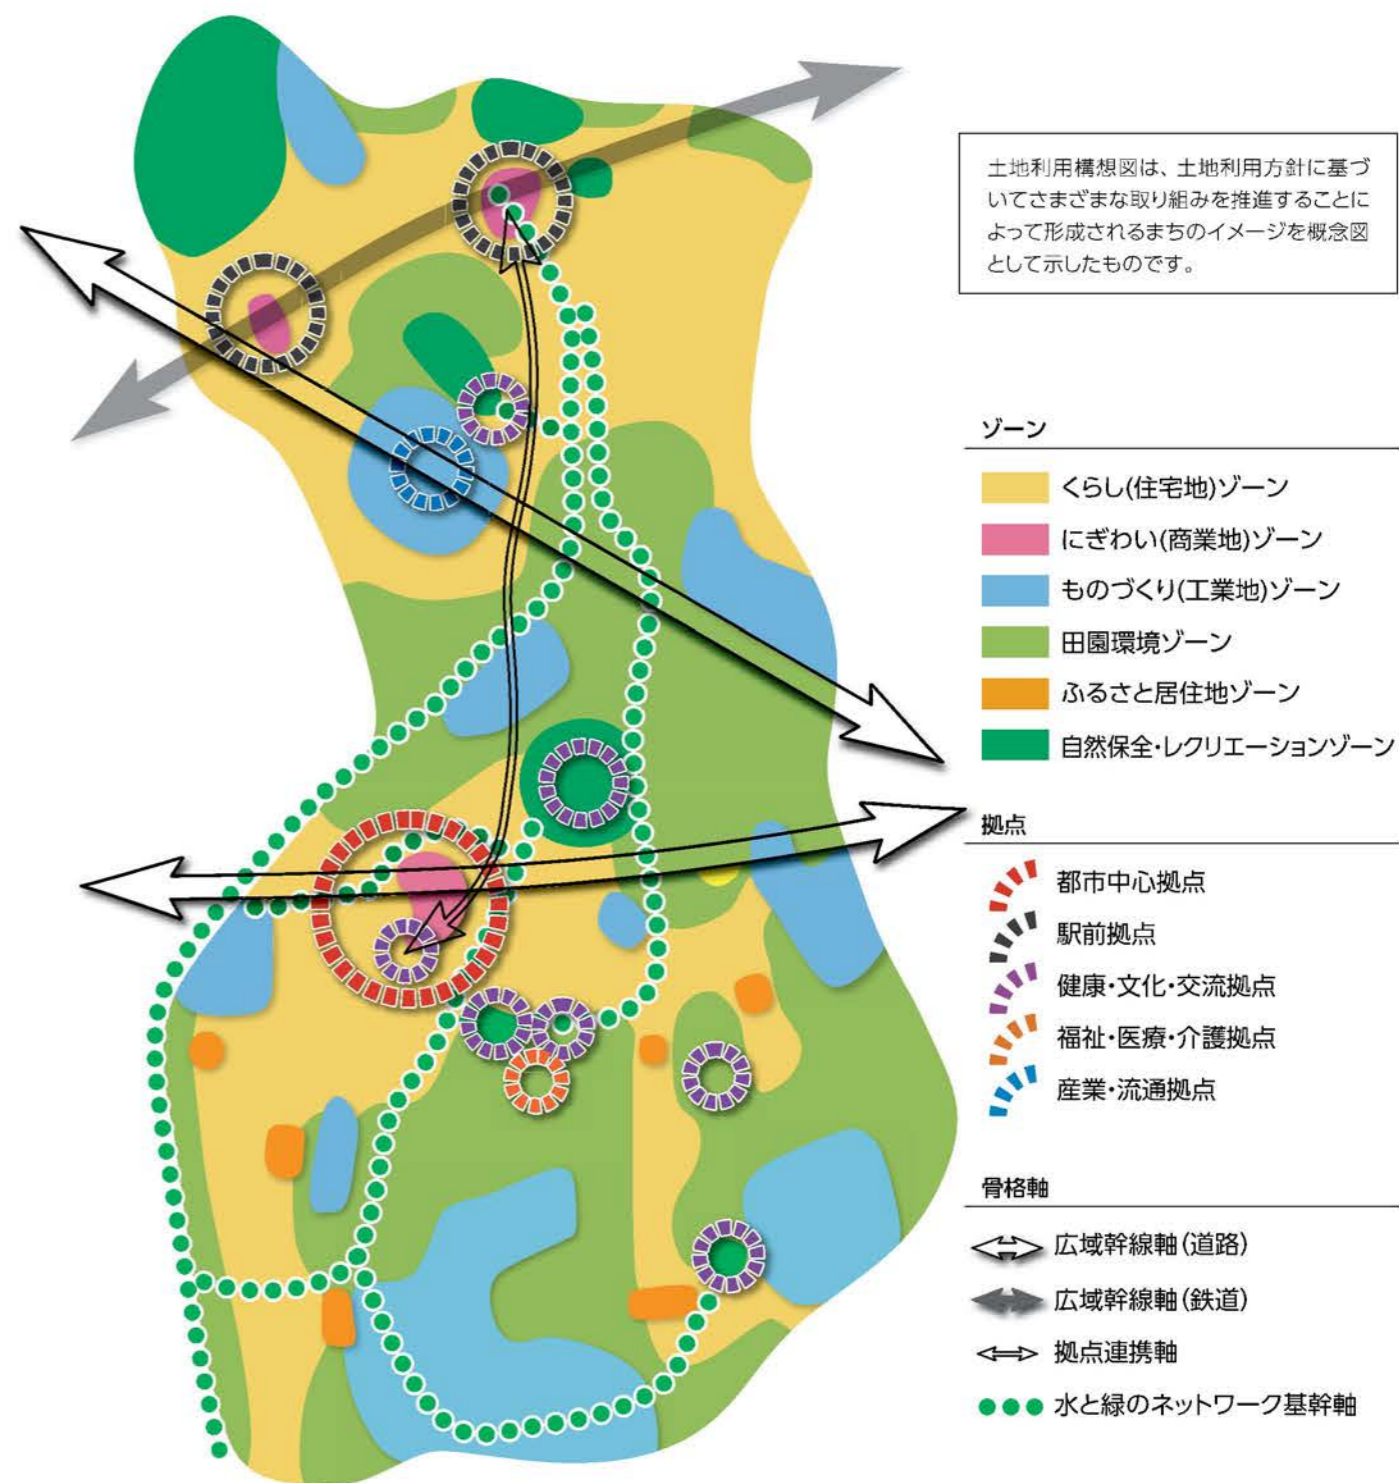 土地利用構想図は、土地利用方針に基づ
いてさまざまな取り組みを推進することに
よって形成されるまちのイメージを概念図
として示したものです。
ゾーン
くらし(住宅地)ゾーン
にぎわい(商業地)ゾーン
ものづくり(工業地)ゾーン
田園環境ゾーン
ふるさと居住地ゾーン
自然保全・レクリエーションゾーン
拠点
都市中心拠点
駅前拠点
健康・文化・交流拠点
福祉・医療・介護拠点
産業・流通拠点
骨格軸
広域幹線軸(道路)
広域幹線軸(鉄道)
拠点連携軸
水と緑のネットワーク基幹軸